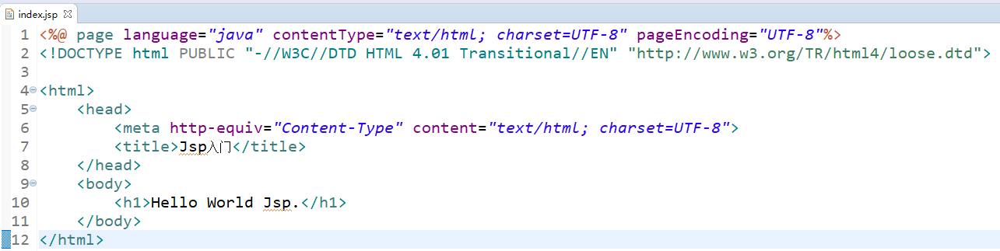 index.jsp
1 <%@ page language="java" contentType="text/html; charset=UTF-8" pageEncoding="UTF-8"%>
2 <!DOCTYPE html PUBLIC "-//W3C//DTD HTML 4.01 Transitional//EN" "http://www.w3.org/TR/html4/loose.dtd">
3
4 <html>
5     <head>
6         <meta http-equiv="Content-Type" content="text/html; charset=UTF-8">
7         <title>Jsp入门</title>
8     </head>
9     <body>
10         <h1>Hello World Jsp.</h1>
11     </body>
12 </html>